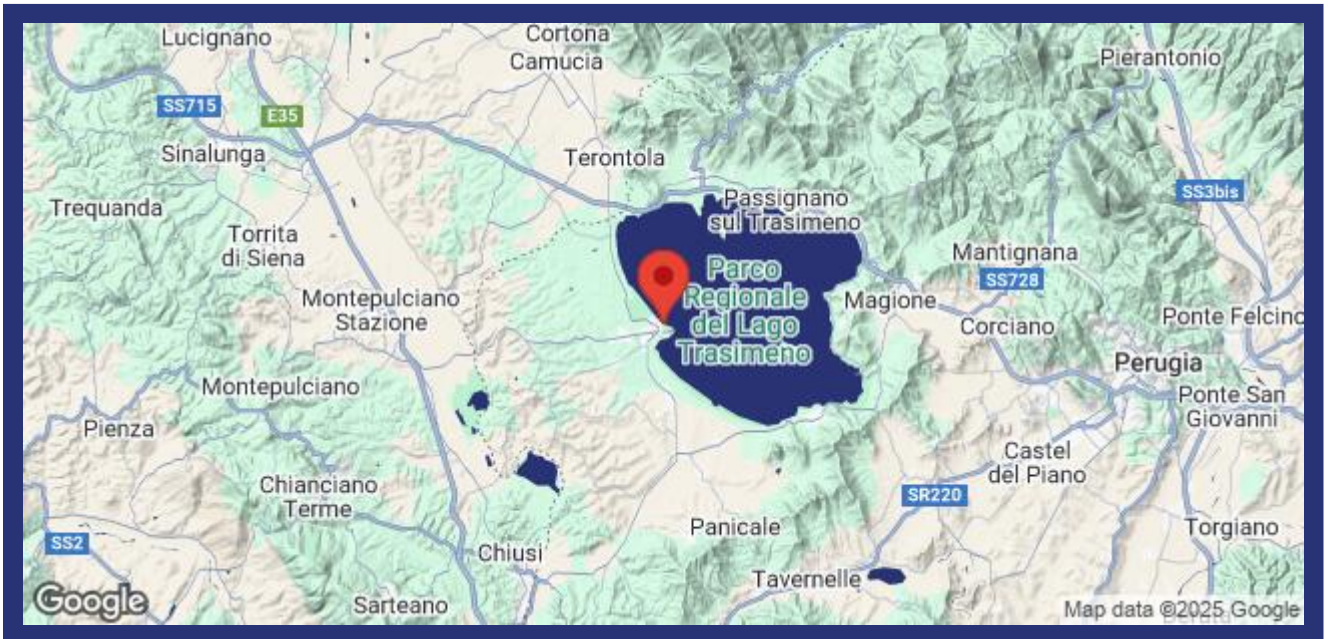 Lucignano
Cortona
Camucia
Pierantonio
SS715
E35
Sinalunga
Terontola
SS3bis
Trequanda
Passignano
sul Trasimeno
Torrita
di Siena
Mantignana
SS728
Parco
Regionale
del Lago
Trasimeno
Montepulciano
Stazione
Magione
Corciano
Ponte Felcino
Perugia
Montepulciano
Ponte San
Giovanni
Pienza
Castel
del Piano
Chianciano
Terme
SR220
Panicale
Torgiano
SS2
Chiusi
Tavernelle
Sarteano
Google
Map data ©2025 Google